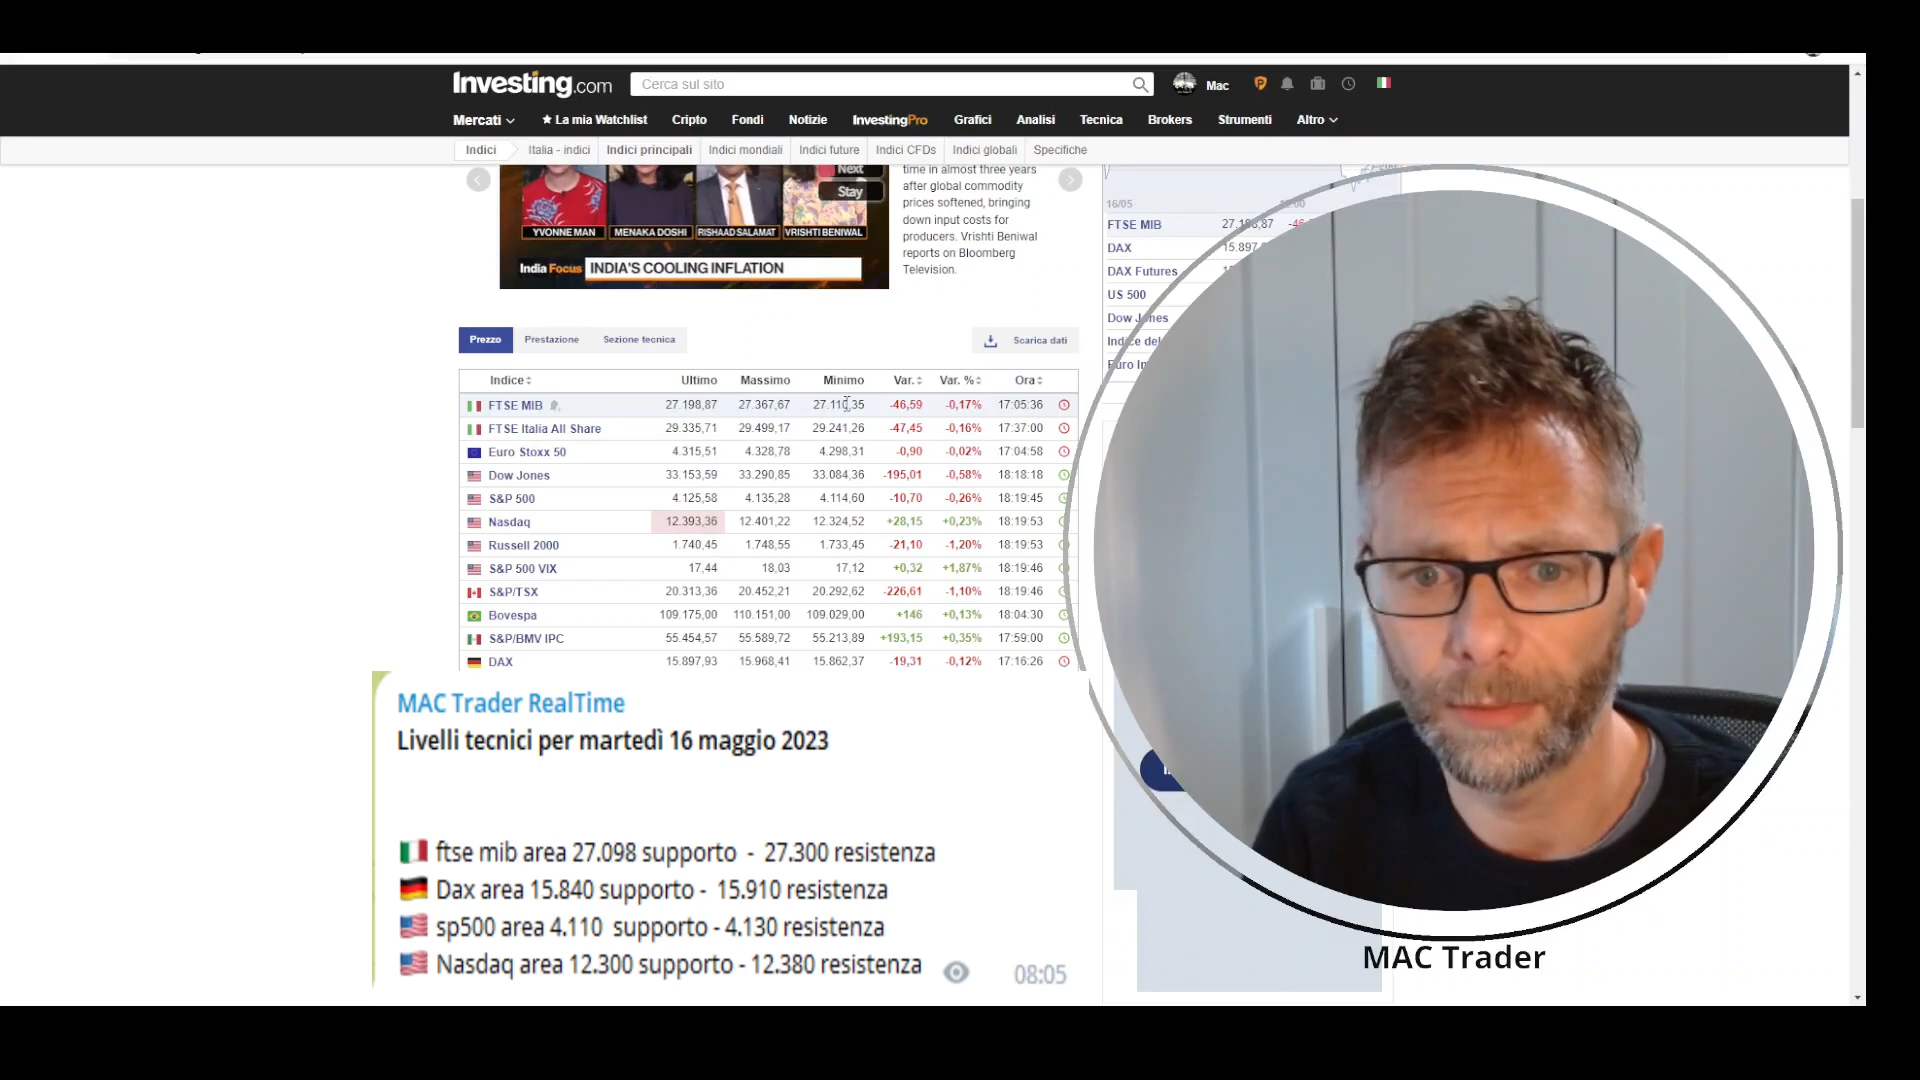 Investing.com
Cerca sul sito
Mac
Mercati
★ La mia Watchlist
Cripto
Fondi
Notizie
InvestingPro
Grafici
Analisi
Tecnica
Brokers
Strumenti
Altro
Indici
Italia - indici
Indici principali
Indici mondiali
Indici future
Indici CFDs
Indici globali
Specifiche
Next
Stay
YVONNE MAN
MENAKA DOSHI
RISHAAD SALAMAT
VRISHTI BENIWAL
India Focus
INDIA'S COOLING INFLATION
time in almost three years
after global commodity
prices softened, bringing
down input costs for
producers. Vrishti Beniwal
reports on Bloomberg
Television.
16/05
FTSE MIB
DAX 15.897
DAX Futures
US 500
Dow Jones
Indice del
Euro In
Prezzo
Prestazione
Sezione tecnica
Scarica dati
Indice Ultimo Massimo Minimo Var. Var. % Ora
FTSE MIB 27.198,87 27.367,67 27.110,35 -46,59 -0,17% 17:05:36
FTSE Italia All Share 29.335,71 29.499,17 29.241,26 -47,45 -0,16% 17:37:00
Euro Stoxx 50 4.315,51 4.328,78 4.298,31 -0,90 -0,02% 17:04:58
Dow Jones 33.153,59 33.290,85 33.084,36 -195,01 -0,58% 18:18:18
S&P 500 4.125,58 4.135,28 4.114,60 -10,70 -0,26% 18:19:45
Nasdaq 12.393,36 12.401,22 12.324,52 +28,15 +0,23% 18:19:53
Russell 2000 1.740,45 1.748,55 1.733,45 -21,10 -1,20% 18:19:53
S&P 500 VIX 17,44 18,03 17,12 +0,32 +1,87% 18:19:46
S&P/TSX 20.313,36 20.452,21 20.292,62 -226,61 -1,10% 18:19:46
Bovespa 109.175,00 110.151,00 109.029,00 +146 +0,13% 18:04:30
S&P/BMV IPC 55.454,57 55.589,72 55.213,89 +193,15 +0,35% 17:59:00
DAX 15.897,93 15.968,41 15.862,37 -19,31 -0,12% 17:16:26
MAC Trader RealTime
Livelli tecnici per martedì 16 maggio 2023
ftse mib area 27.098 supporto - 27.300 resistenza
Dax area 15.840 supporto - 15.910 resistenza
sp500 area 4.110 supporto - 4.130 resistenza
Nasdaq area 12.300 supporto - 12.380 resistenza
08:05
MAC Trader